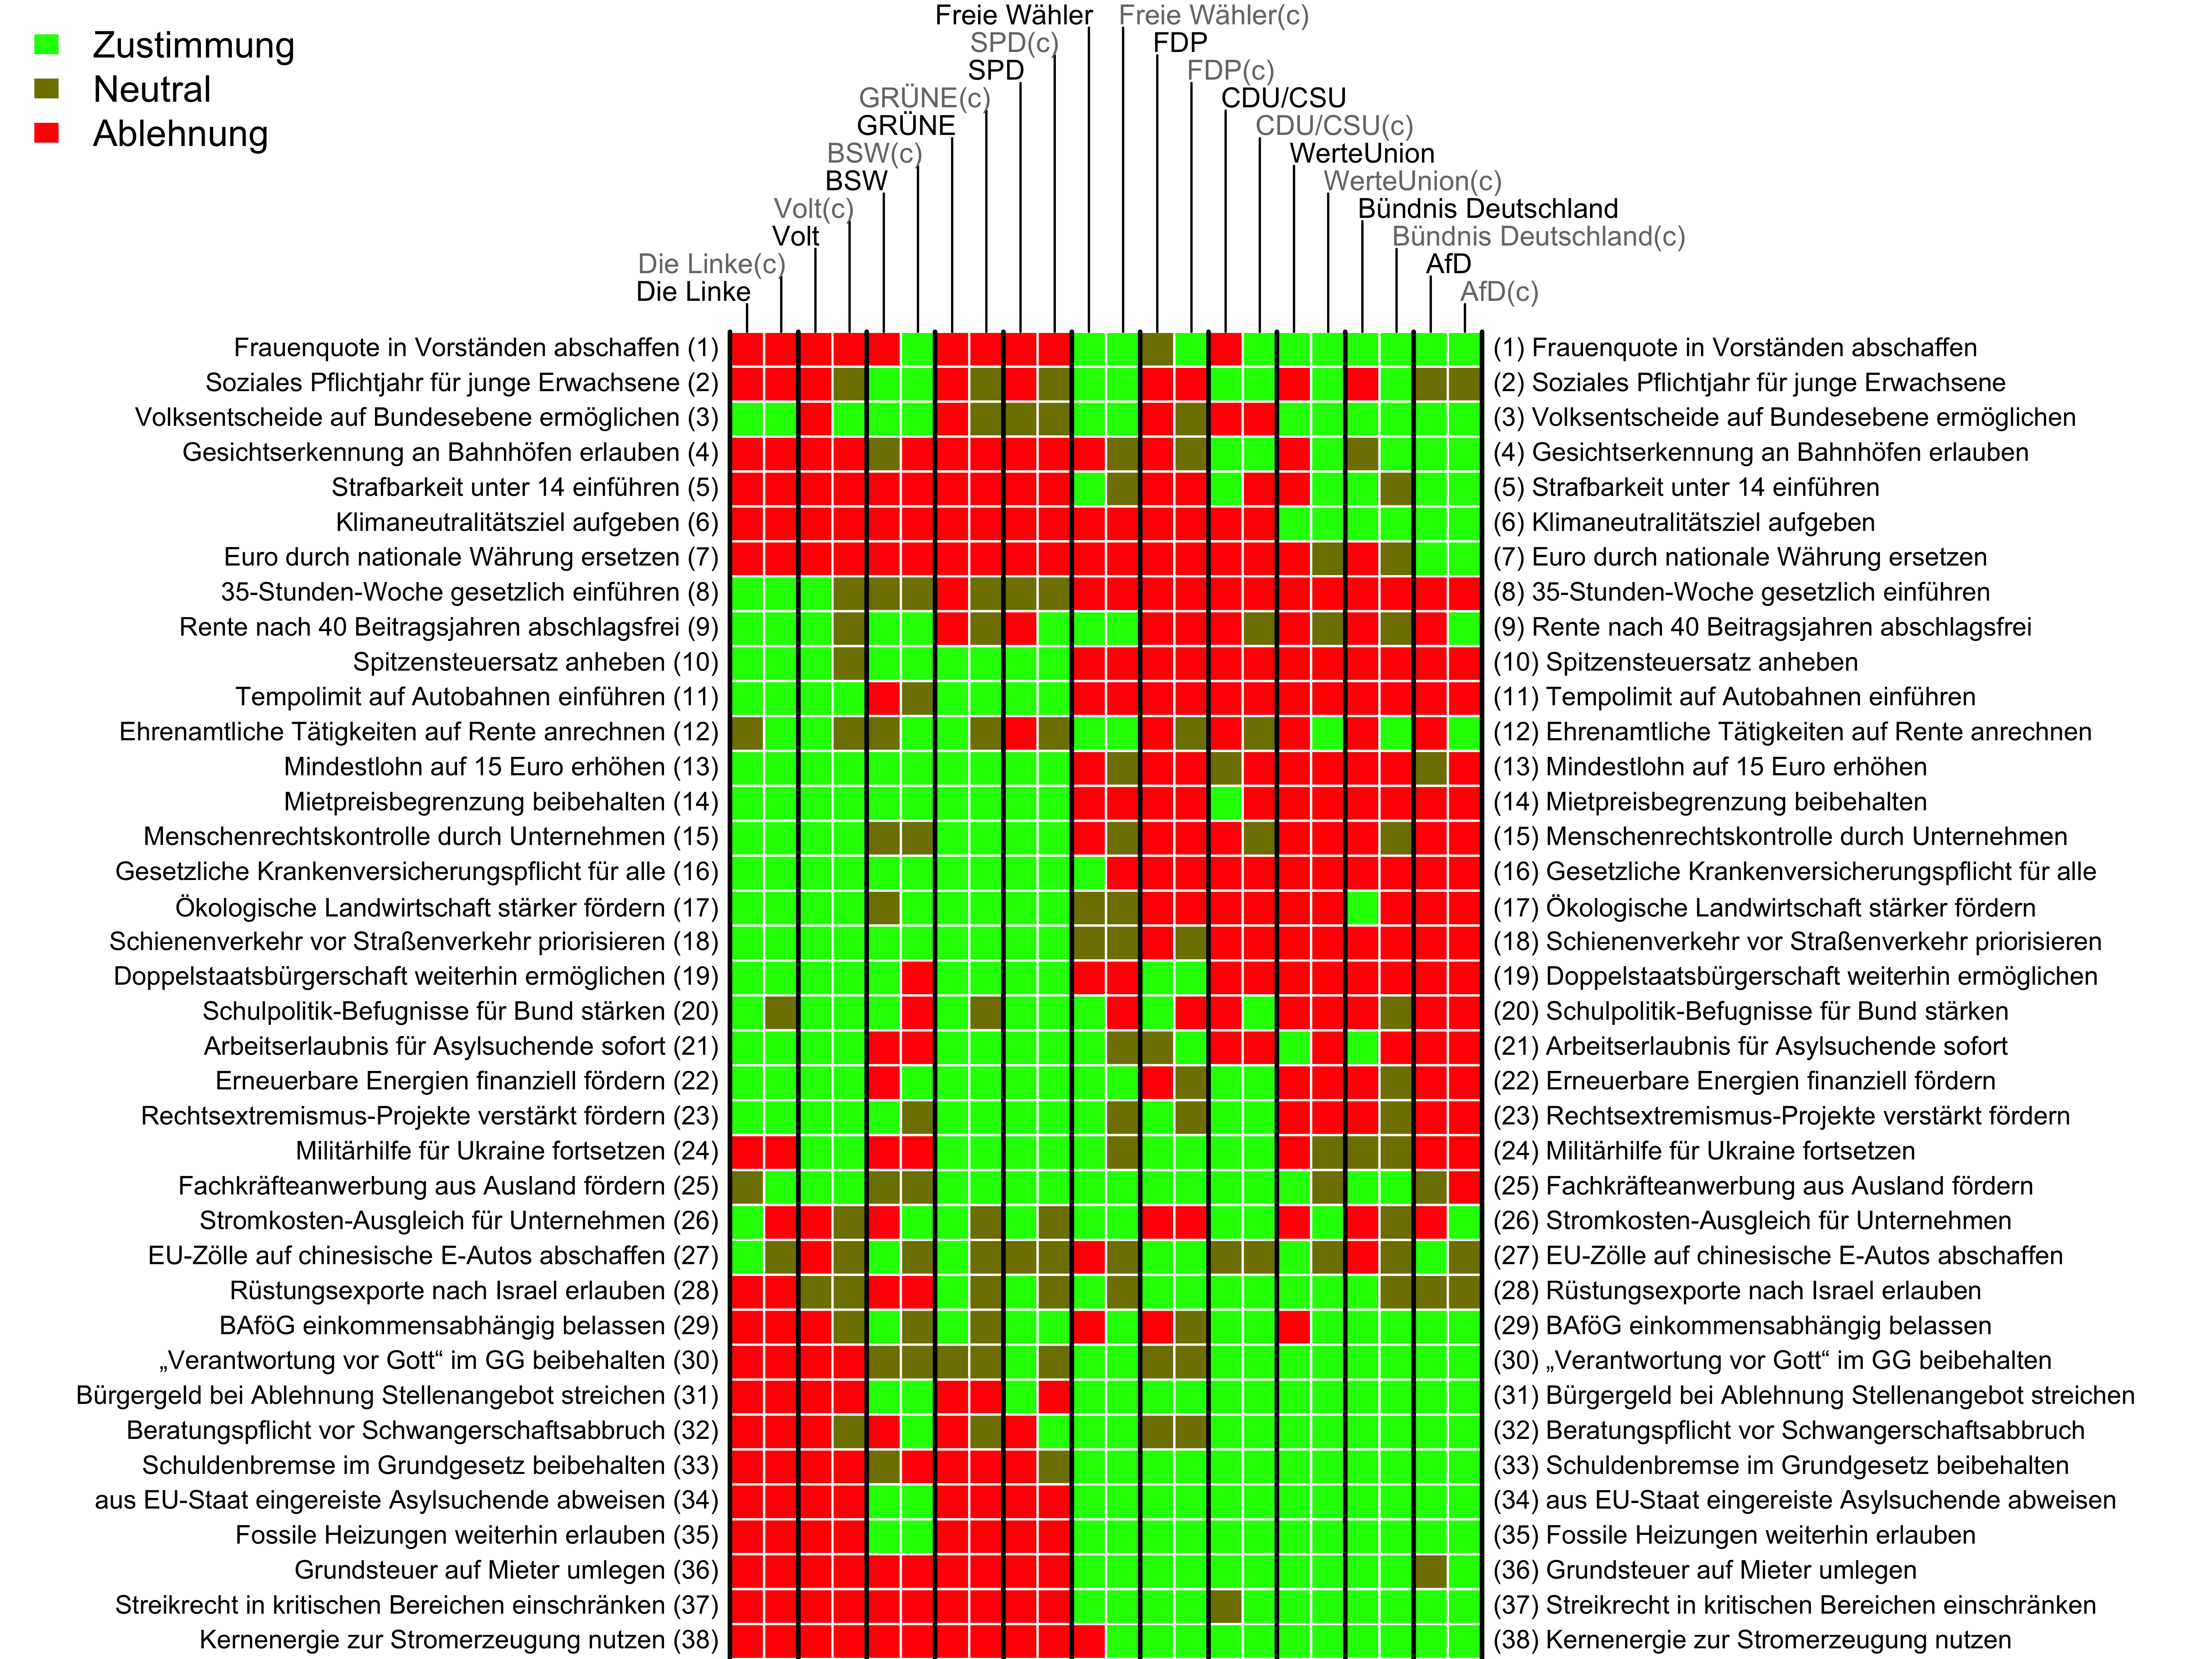 Zustimmung
Neutral
Ablehnung
Freie Wähler
Freie Wähler(c)
SPD(c)
FDP
SPD
FDP(c)
GRÜNE(c)
CDU/CSU
GRÜNE
CDU/CSU(c)
BSW(c)
WerteUnion
BSW
WerteUnion(c)
Volt(c)
Bündnis Deutschland
Volt
Bündnis Deutschland(c)
Die Linke(c)
AfD
Die Linke
AfD(c)
Frauenquote in Vorständen abschaffen (1) (1) Frauenquote in Vorständen abschaffen
Soziales Pflichtjahr für junge Erwachsene (2) (2) Soziales Pflichtjahr für junge Erwachsene
Volksentscheide auf Bundesebene ermöglichen (3) (3) Volksentscheide auf Bundesebene ermöglichen
Gesichtserkennung an Bahnhöfen erlauben (4) (4) Gesichtserkennung an Bahnhöfen erlauben
Strafbarkeit unter 14 einführen (5) (5) Strafbarkeit unter 14 einführen
Klimaneutralitätsziel aufgeben (6) (6) Klimaneutralitätsziel aufgeben
Euro durch nationale Währung ersetzen (7) (7) Euro durch nationale Währung ersetzen
35-Stunden-Woche gesetzlich einführen (8) (8) 35-Stunden-Woche gesetzlich einführen
Rente nach 40 Beitragsjahren abschlagsfrei (9) (9) Rente nach 40 Beitragsjahren abschlagsfrei
Spitzensteuersatz anheben (10) (10) Spitzensteuersatz anheben
Tempolimit auf Autobahnen einführen (11) (11) Tempolimit auf Autobahnen einführen
Ehrenamtliche Tätigkeiten auf Rente anrechnen (12) (12) Ehrenamtliche Tätigkeiten auf Rente anrechnen
Mindestlohn auf 15 Euro erhöhen (13) (13) Mindestlohn auf 15 Euro erhöhen
Mietpreisbegrenzung beibehalten (14) (14) Mietpreisbegrenzung beibehalten
Menschenrechtskontrolle durch Unternehmen (15) (15) Menschenrechtskontrolle durch Unternehmen
Gesetzliche Krankenversicherungspflicht für alle (16) (16) Gesetzliche Krankenversicherungspflicht für alle
Ökologische Landwirtschaft stärker fördern (17) (17) Ökologische Landwirtschaft stärker fördern
Schienenverkehr vor Straßenverkehr priorisieren (18) (18) Schienenverkehr vor Straßenverkehr priorisieren
Doppelstaatsbürgerschaft weiterhin ermöglichen (19) (19) Doppelstaatsbürgerschaft weiterhin ermöglichen
Schulpolitik-Befugnisse für Bund stärken (20) (20) Schulpolitik-Befugnisse für Bund stärken
Arbeitserlaubnis für Asylsuchende sofort (21) (21) Arbeitserlaubnis für Asylsuchende sofort
Erneuerbare Energien finanziell fördern (22) (22) Erneuerbare Energien finanziell fördern
Rechtsextremismus-Projekte verstärkt fördern (23) (23) Rechtsextremismus-Projekte verstärkt fördern
Militärhilfe für Ukraine fortsetzen (24) (24) Militärhilfe für Ukraine fortsetzen
Fachkräfteanwerbung aus Ausland fördern (25) (25) Fachkräfteanwerbung aus Ausland fördern
Stromkosten-Ausgleich für Unternehmen (26) (26) Stromkosten-Ausgleich für Unternehmen
EU-Zölle auf chinesische E-Autos abschaffen (27) (27) EU-Zölle auf chinesische E-Autos abschaffen
Rüstungsexporte nach Israel erlauben (28) (28) Rüstungsexporte nach Israel erlauben
BAföG einkommensabhängig belassen (29) (29) BAföG einkommensabhängig belassen
„Verantwortung vor Gott“ im GG beibehalten (30) (30) „Verantwortung vor Gott“ im GG beibehalten
Bürgergeld bei Ablehnung Stellenangebot streichen (31) (31) Bürgergeld bei Ablehnung Stellenangebot streichen
Beratungspflicht vor Schwangerschaftsabbruch (32) (32) Beratungspflicht vor Schwangerschaftsabbruch
Schuldenbremse im Grundgesetz beibehalten (33) (33) Schuldenbremse im Grundgesetz beibehalten
aus EU-Staat eingereiste Asylsuchende abweisen (34) (34) aus EU-Staat eingereiste Asylsuchende abweisen
Fossile Heizungen weiterhin erlauben (35) (35) Fossile Heizungen weiterhin erlauben
Grundsteuer auf Mieter umlegen (36) (36) Grundsteuer auf Mieter umlegen
Streikrecht in kritischen Bereichen einschränken (37) (37) Streikrecht in kritischen Bereichen einschränken
Kernenergie zur Stromerzeugung nutzen (38) (38) Kernenergie zur Stromerzeugung nutzen